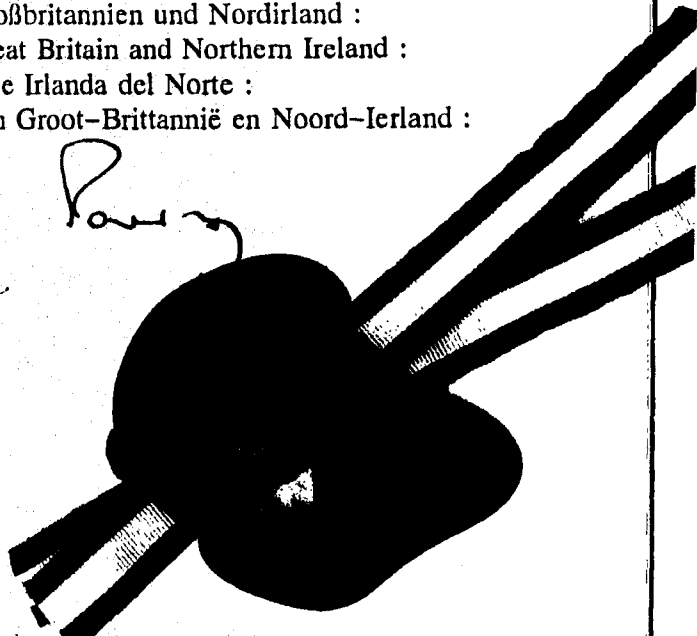 oßbritannien und Nordirland :
eat Britain and Northern Ireland :
e Irlanda del Norte :
n Groot–Brittannië en Noord–Ierland :